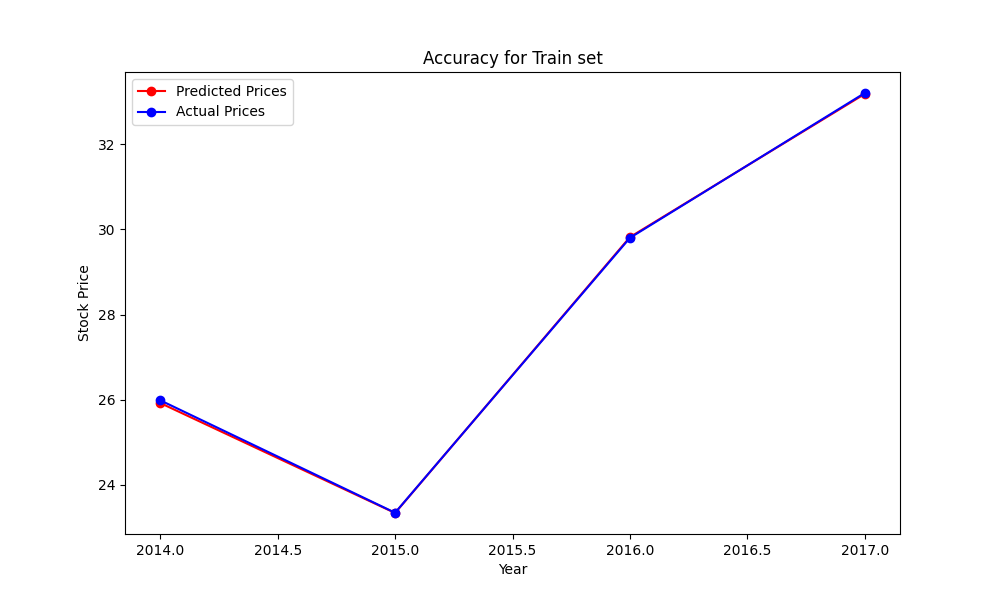 Accuracy for Train set
Predicted Prices
Actual Prices
32
30
28
26
24
Stock Price
2014.0 2014.5 2015.0 2015.5 2016.0 2016.5 2017.0
Year